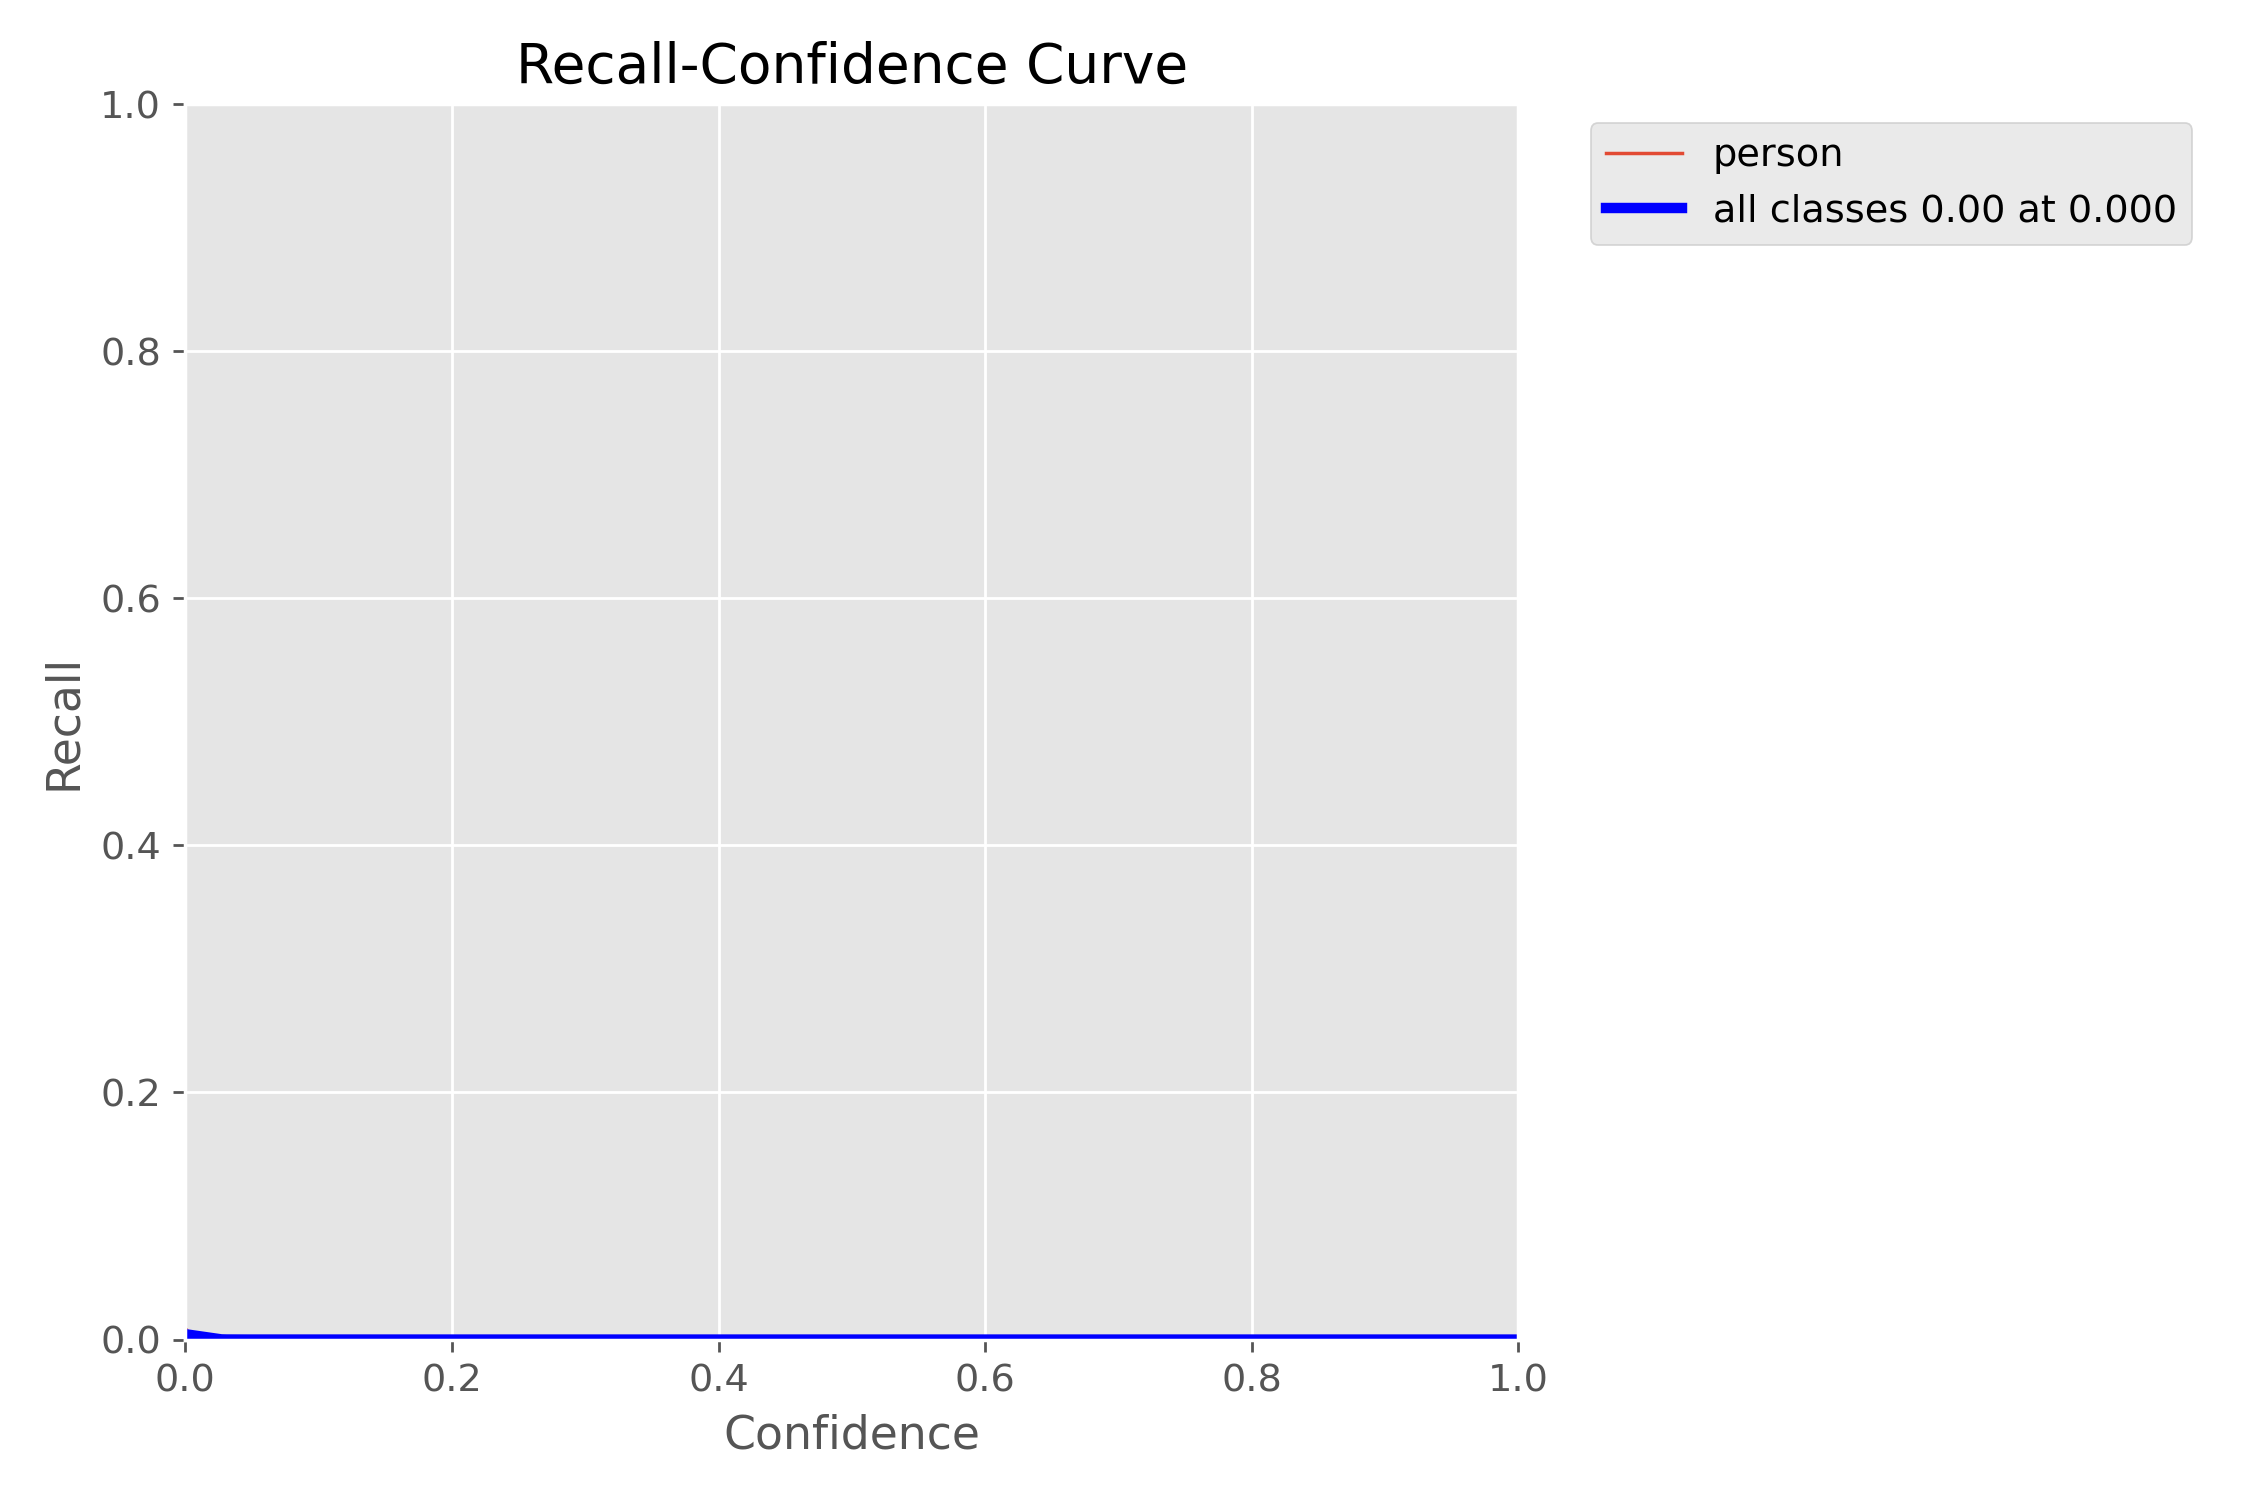 Recall-Confidence Curve
1.0
0.8
0.6
0.4
0.2
0.0
Recall
0.0 0.2 0.4 0.6 0.8 1.0
Confidence
person
all classes 0.00 at 0.000